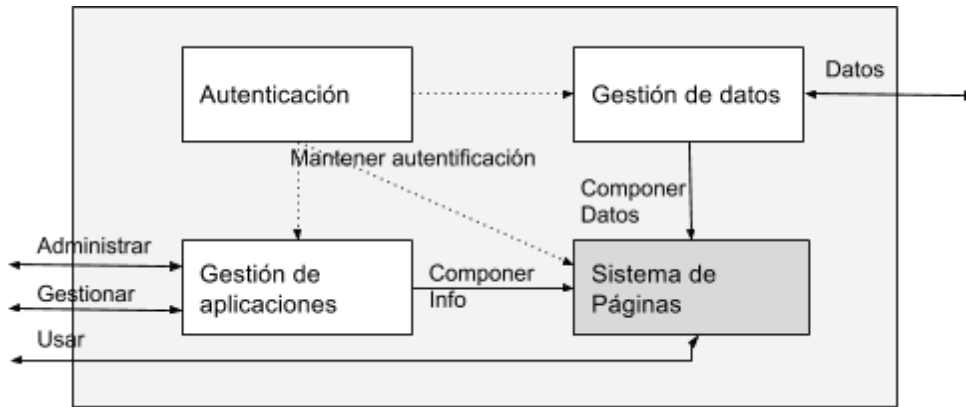 Autenticación
Gestión de datos
Datos
Mantener autentificación
Componer
Datos
Administrar
Gestionar
Usar
Gestión de
aplicaciones
Componer
Info
Sistema de
Páginas